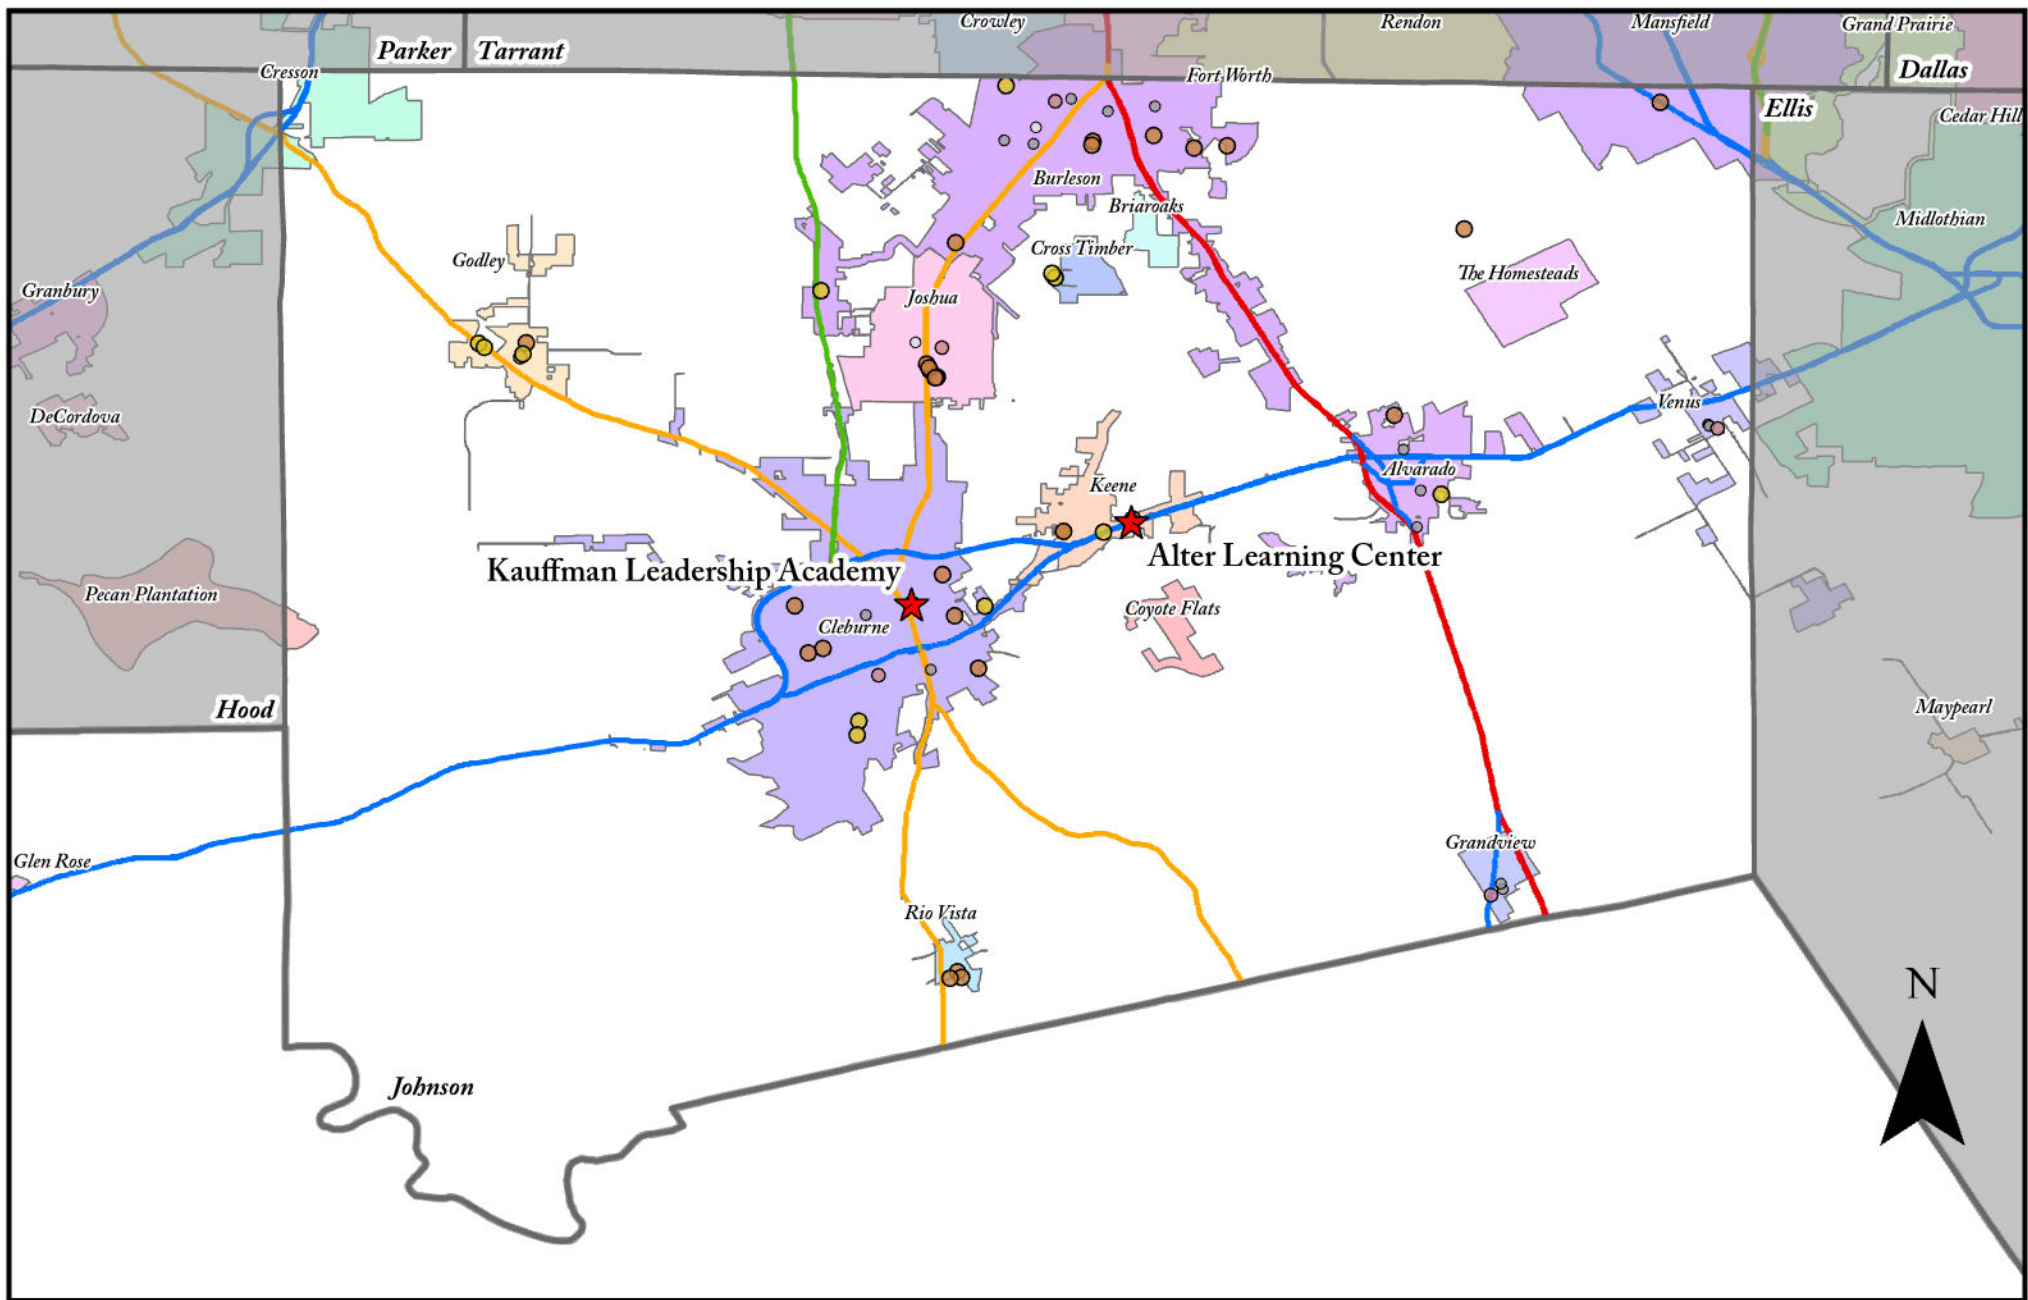 Crowley
Rendon
Mansfield
Grand Prairie
Parker
Tarrant
Cresson
Fort Worth
Dallas
Ellis
Cedar Hill
Burleson
Briaroaks
Midlothian
Godley
Cross Timber
The Homesteads
Granbury
Joshua
DeCordova
Venus
Alvarado
Keene
Kauffman Leadership Academy
Alter Learning Center
Pecan Plantation
Coyote Flats
Cleburne
Hood
Maypearl
Grandview
Glen Rose
Rio Vista
N
Johnson